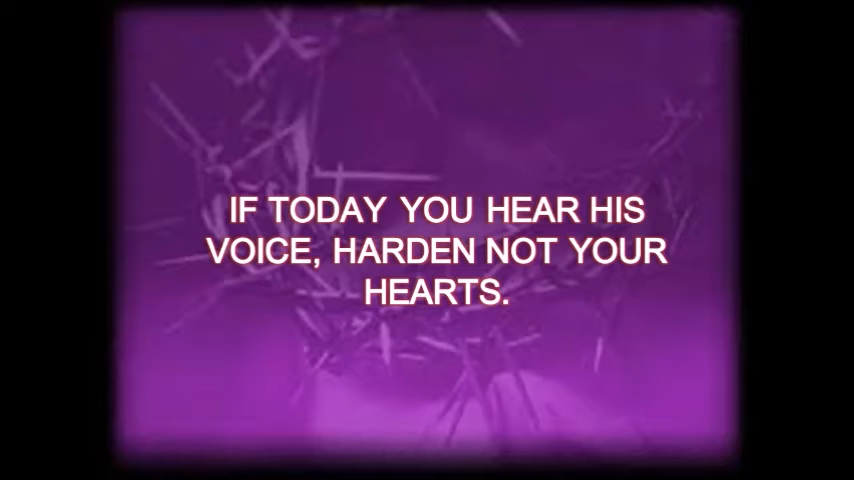 IF TODAY YOU HEAR HIS
VOICE, HARDEN NOT YOUR
HEARTS.